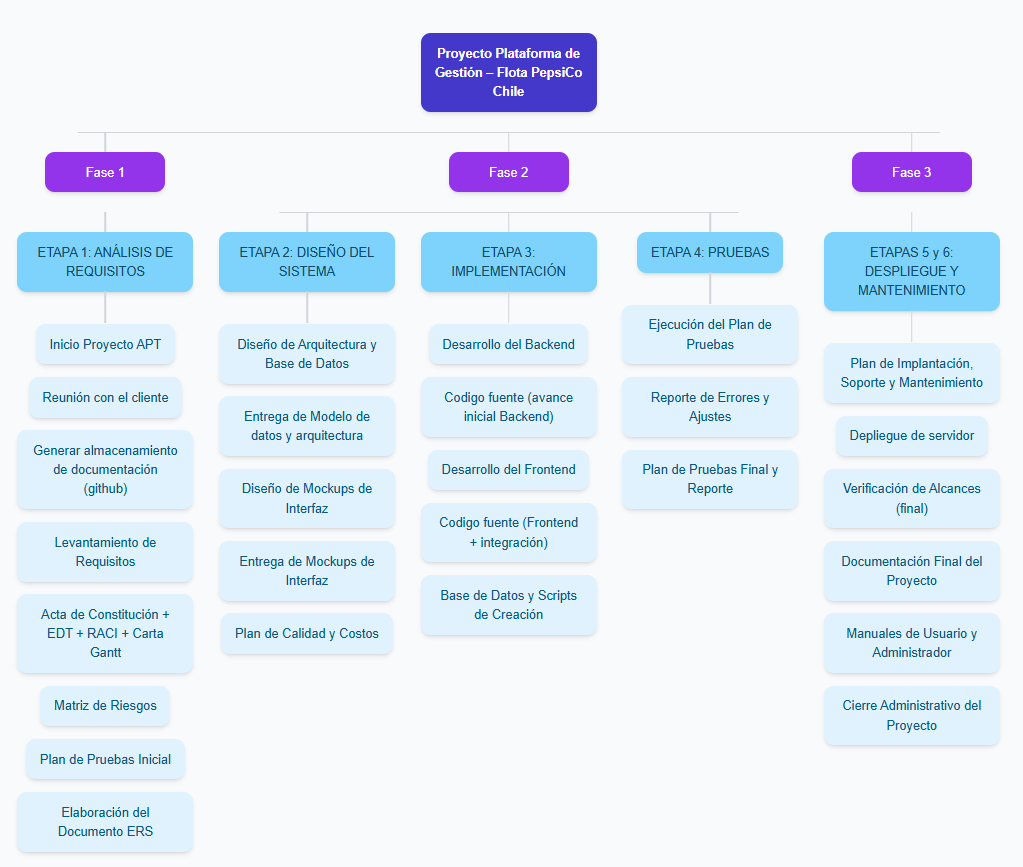 Proyecto Plataforma de
Gestión – Flota PepsiCo
Chile
Fase 1
Fase 2
Fase 3
ETAPA 1: ANÁLISIS DE
REQUISITOS
Inicio Proyecto APT
Reunión con el cliente
Generar almacenamiento
de documentación
(github)
Levantamiento de
Requisitos
Acta de Constitución +
EDT + RACI + Carta
Gantt
Matriz de Riesgos
Plan de Pruebas Inicial
Elaboración del
Documento ERS
ETAPA 2: DISEÑO DEL
SISTEMA
Diseño de Arquitectura y
Base de Datos
Entrega de Modelo de
datos y arquitectura
Diseño de Mockups de
Interfaz
Entrega de Mockups de
Interfaz
Plan de Calidad y Costos
ETAPA 3:
IMPLEMENTACIÓN
Desarrollo del Backend
Codigo fuente (avance
inicial Backend)
Desarrollo del Frontend
Codigo fuente (Frontend
+ integración)
Base de Datos y Scripts
de Creación
ETAPA 4: PRUEBAS
Ejecución del Plan de
Pruebas
Reporte de Errores y
Ajustes
Plan de Pruebas Final y
Reporte
ETAPAS 5 y 6:
DESPLIEGUE Y
MANTENIMIENTO
Plan de Implantación,
Soporte y Mantenimiento
Depliegue de servidor
Verificación de Alcances
(final)
Documentación Final del
Proyecto
Manuales de Usuario y
Administrador
Cierre Administrativo del
Proyecto